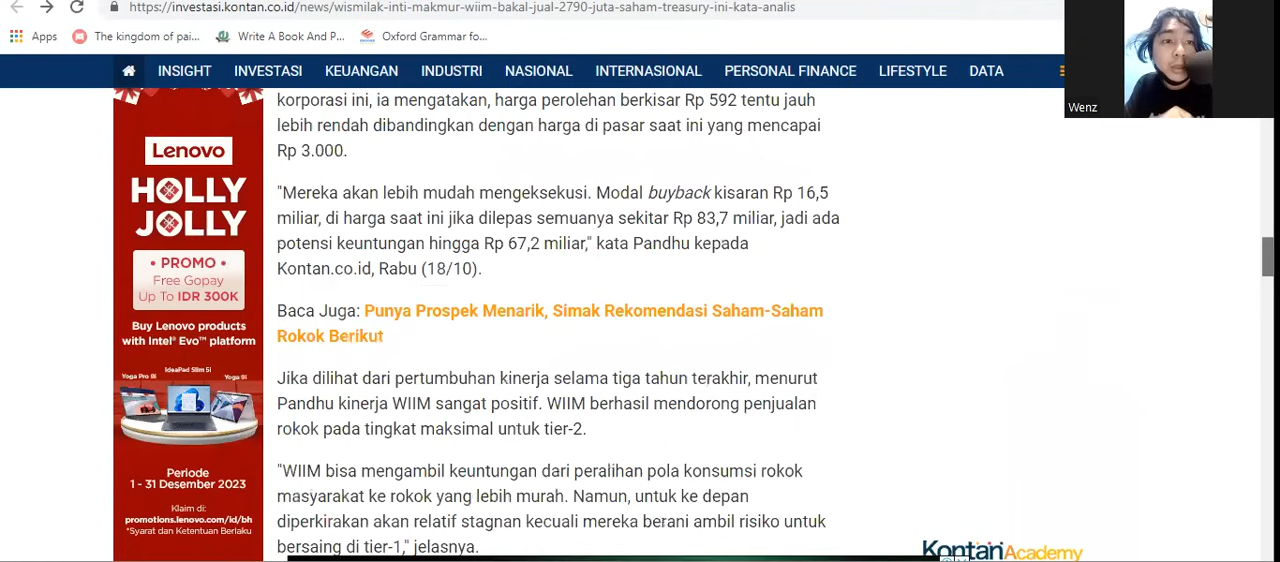 https://investasi.kontan.co.id/news/wismilak-inti-makmur-wiim-bakal-jual-2790-juta-saham-treasury-ini-kata-analis
Apps
The kingdom of pai...
Write A Book And P...
Oxford Grammar fo...
Wenz
INSIGHT INVESTASI KEUANGAN INDUSTRI NASIONAL INTERNASIONAL PERSONAL FINANCE LIFESTYLE DATA
korporasi ini, ia mengatakan, harga perolehan berkisar Rp 592 tentu jauh
lebih rendah dibandingkan dengan harga di pasar saat ini yang mencapai
Rp 3.000.
"Mereka akan lebih mudah mengeksekusi. Modal buyback kisaran Rp 16,5
miliar, di harga saat ini jika dilepas semuanya sekitar Rp 83,7 miliar, jadi ada
potensi keuntungan hingga Rp 67,2 miliar," kata Pandhu kepada
Kontan.co.id, Rabu (18/10).
Baca Juga: Punya Prospek Menarik, Simak Rekomendasi Saham-Saham
Rokok Berikut
Jika dilihat dari pertumbuhan kinerja selama tiga tahun terakhir, menurut
Pandhu kinerja WIIM sangat positif. WIIM berhasil mendorong penjualan
rokok pada tingkat maksimal untuk tier-2.
"WIIM bisa mengambil keuntungan dari peralihan pola konsumsi rokok
masyarakat ke rokok yang lebih murah. Namun, untuk ke depan
diperkirakan akan relatif stagnan kecuali mereka berani ambil risiko untuk
bersaing di tier-1," jelasnya.
Lenovo
HOLLY
JOLLY
• PROMO •
Free Gopay
Up To IDR 300K
Buy Lenovo products
with Intel® Evo™ platform
Yoga Pro 9i
IdeaPad Slim 5i
Yoga 9i
Periode
1 - 31 Desember 2023
Klaim di:
promotions.lenovo.com/id/bh
*Syarat dan Ketentuan Berlaku
Kontan Academy